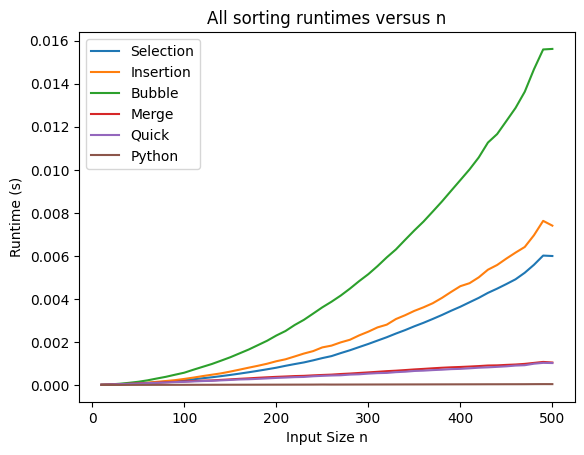 All sorting runtimes versus n
Selection
Insertion
Bubble
Merge
Quick
Python
Runtime (s)
0.016
0.014
0.012
0.010
0.008
0.006
0.004
0.002
0.000
0
100
200
300
400
500
Input Size n